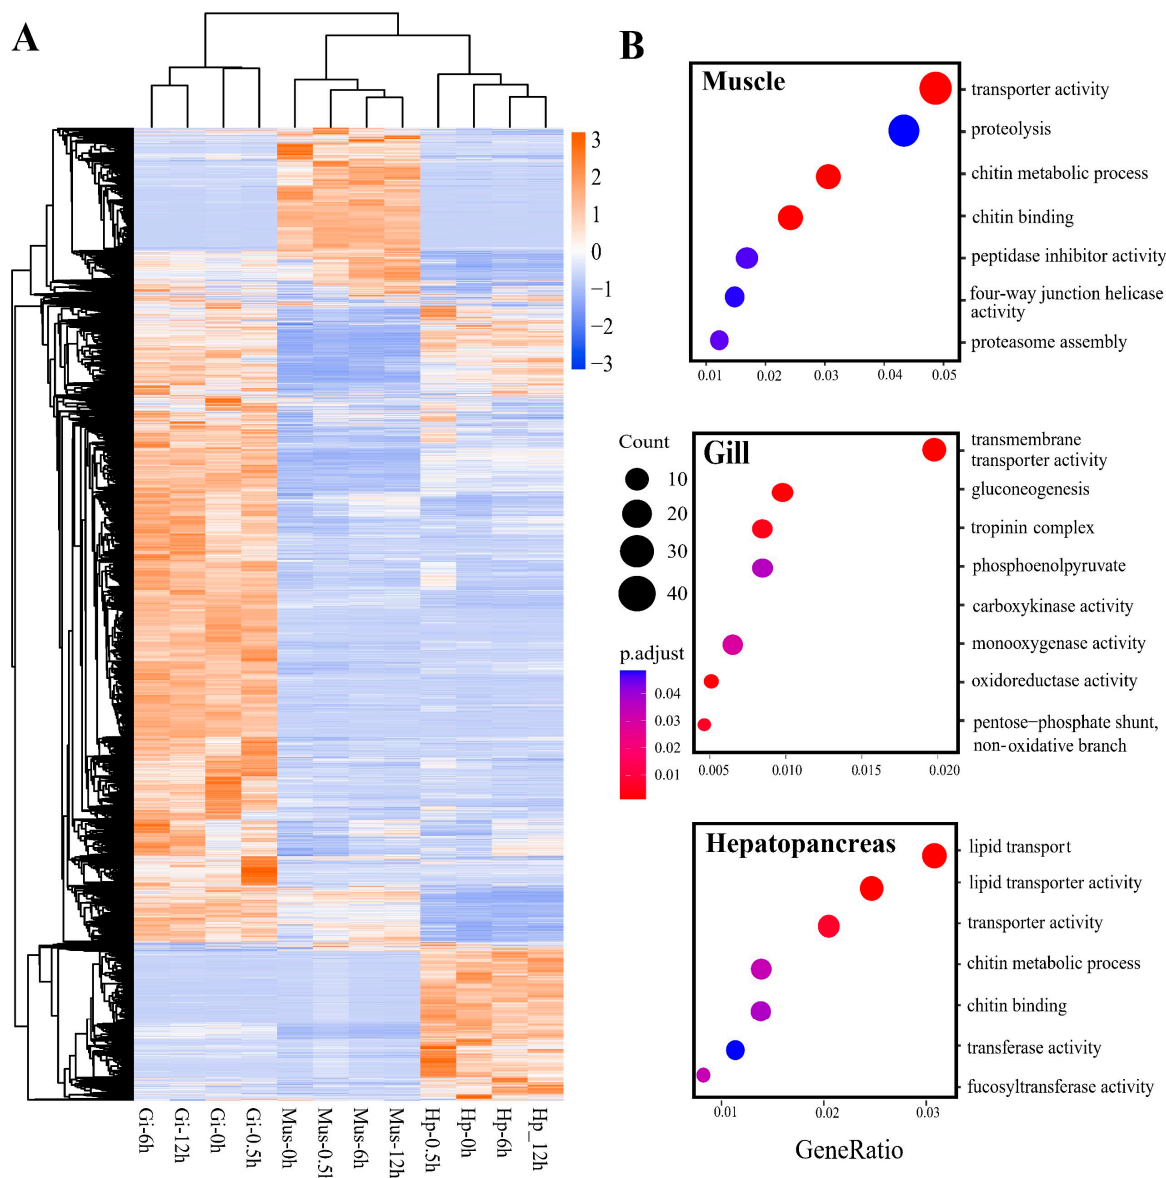 A
3
2
1
0
−1
−2
−3
Gi-6h
Gi-12h
Gi-0h
Gi-0.5h
Mus-0h
Mus-0.5h
Mus-6h
Mus-12h
Hp-0.5h
Hp-0h
Hp-6h
Hp_12h
B
Muscle
transporter activity
proteolysis
chitin metabolic process
chitin binding
peptidase inhibitor activity
four-way junction helicase
activity
proteasome assembly
0.01 0.02 0.03 0.04 0.05
Count
10
20
30
40
p.adjust
0.04
0.03
0.02
0.01
Gill
transmembrane
transporter activity
gluconeogenesis
tropinin complex
phosphoenolpyruvate
carboxykinase activity
monooxygenase activity
oxidoreductase activity
pentose−phosphate shunt,
non-oxidative branch
0.005 0.010 0.015 0.020
Hepatopancreas
lipid transport
lipid transporter activity
transporter activity
chitin metabolic process
chitin binding
transferase activity
fucosyltransferase activity
0.01 0.02 0.03
GeneRatio